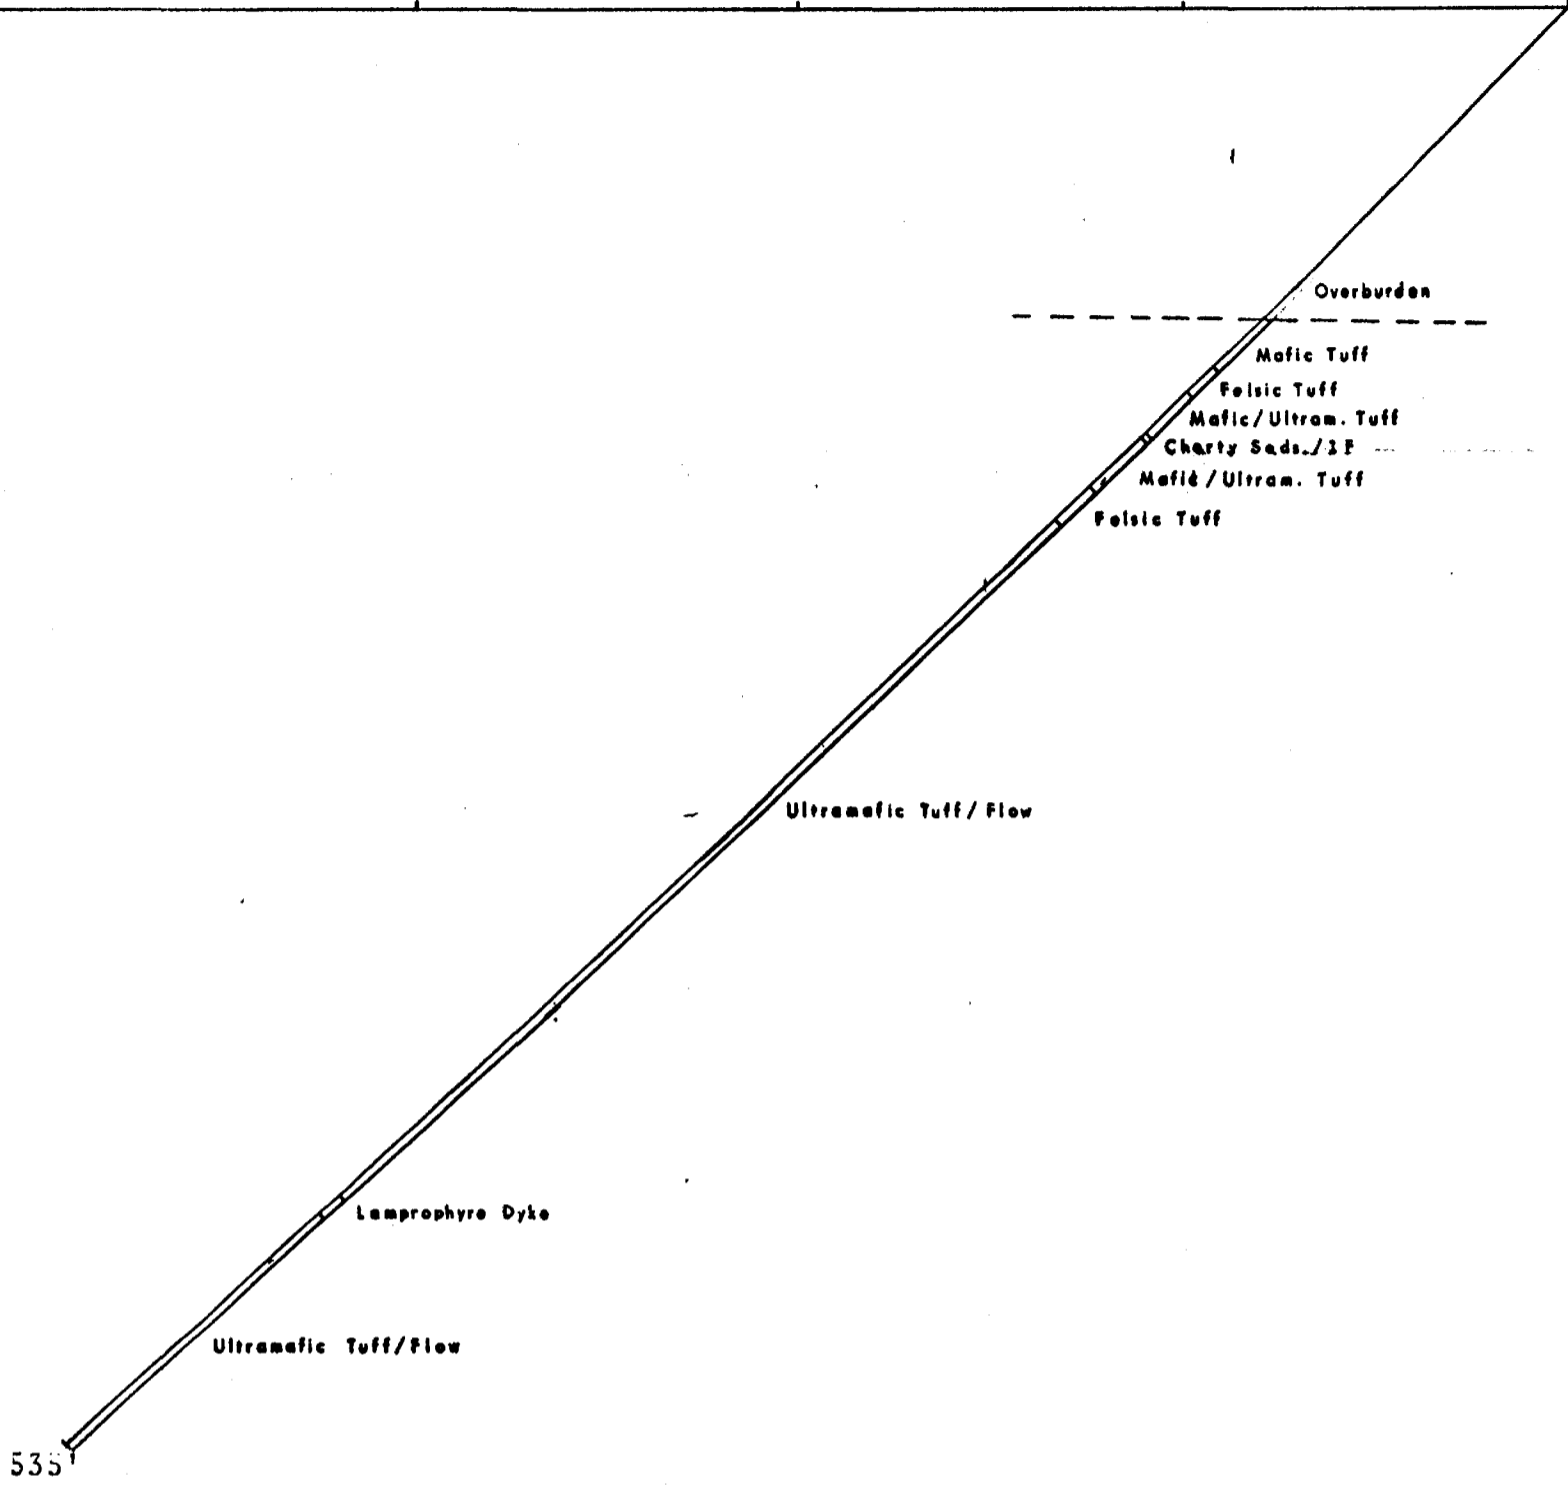 Overburden
Mafic Tuff
Felsic Tuff
Mafic/Ultram. Tuff
Cherty Seds./IF
Mafic/Ultram. Tuff
Felsic Tuff
Ultramafic Tuff/Flow
Lamprophyre Dyke
Ultramafic Tuff/Flow
535'